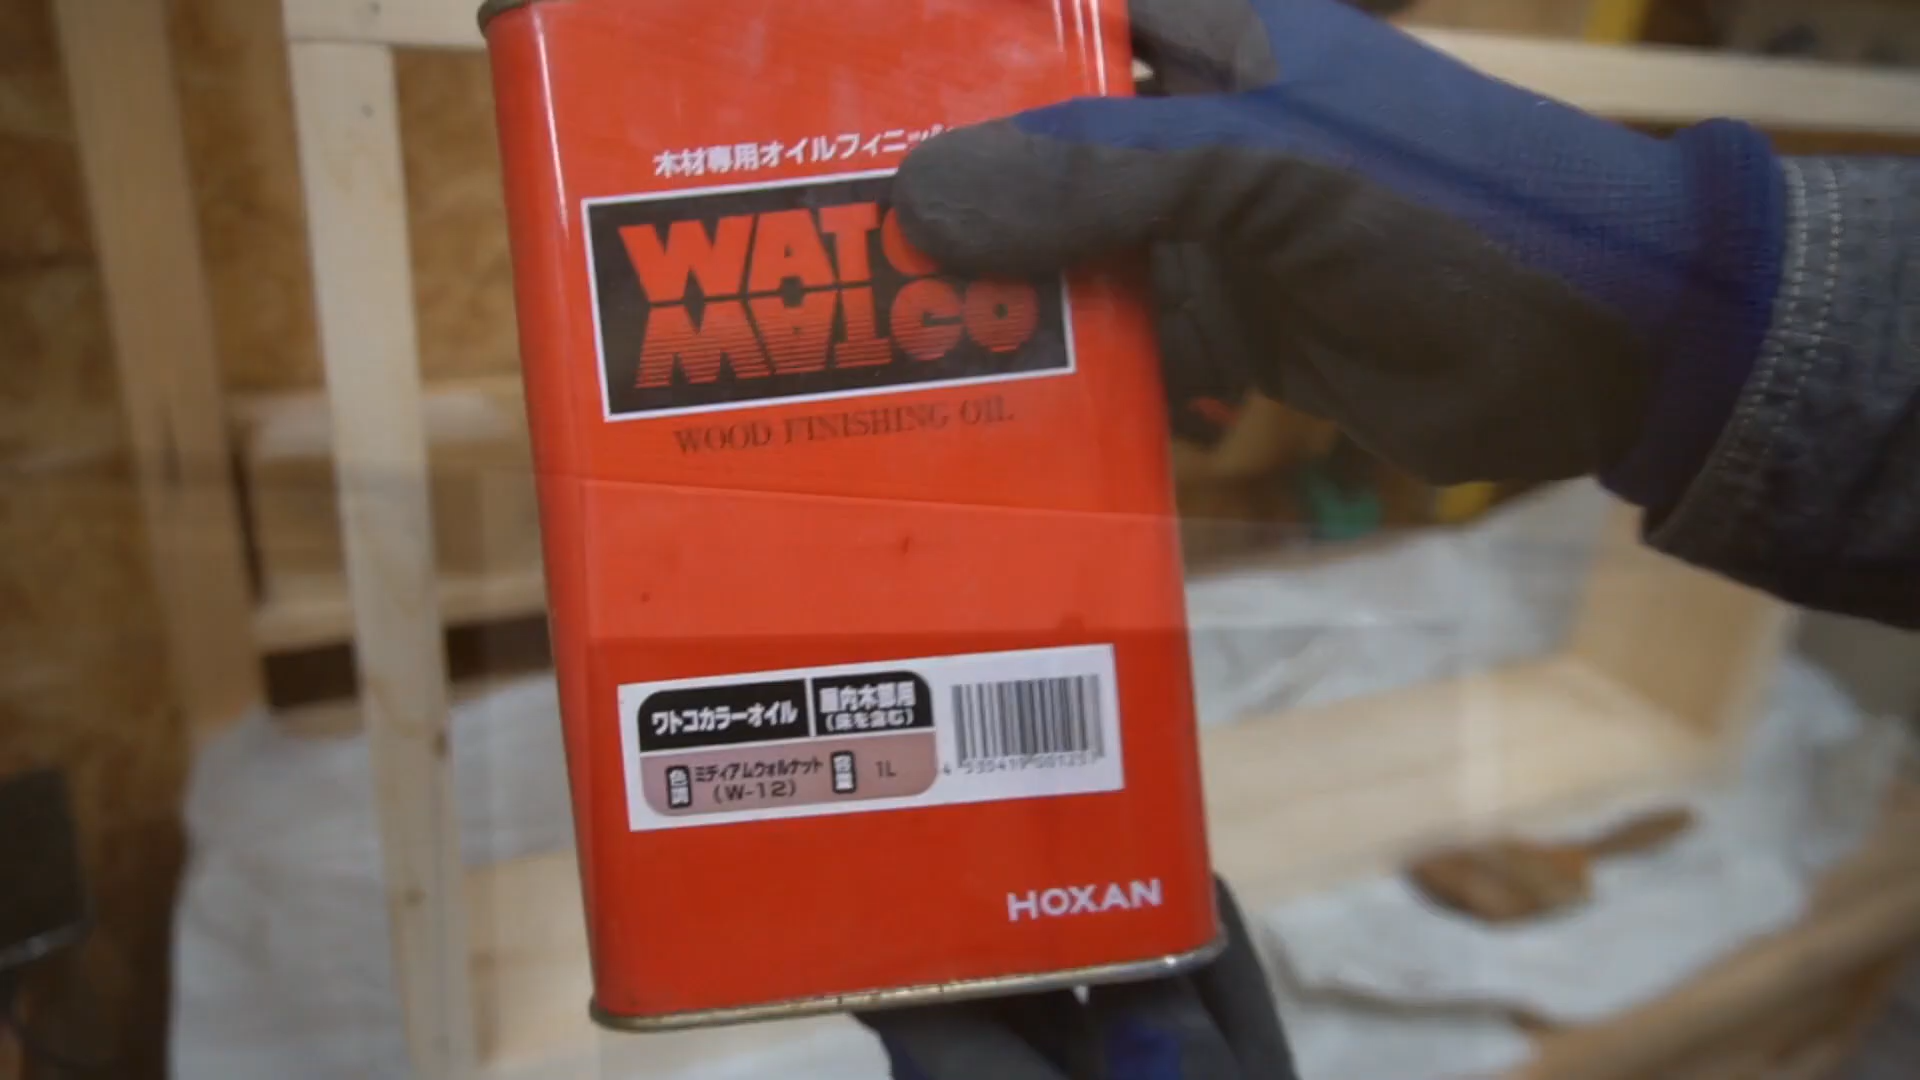 木材専用オイルフィニッ
WATC
WATCO
WOOD FINISHING OIL
ワトコカラーオイル 屋内木部用
(床を含む)
色調 ミディアムウォルナット 容量 1L
(W-12)
HOXAN